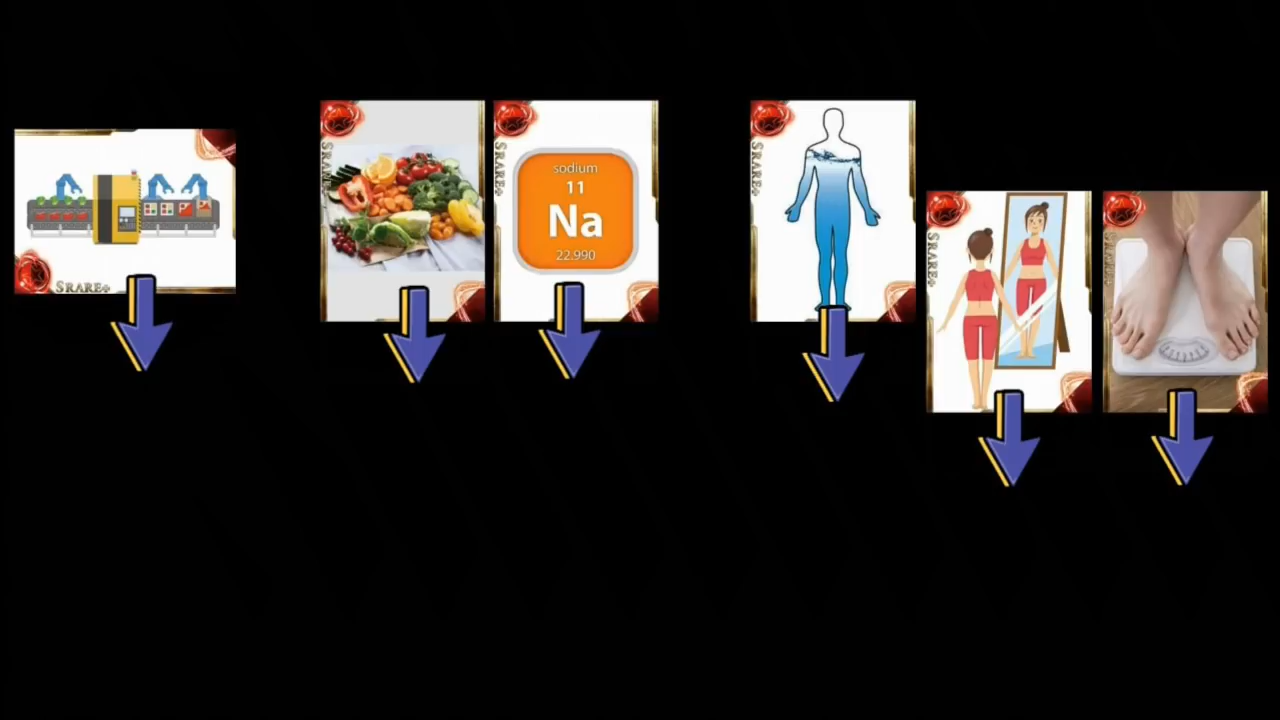 SRARE+
SRARE+
SRARE+
sodium
11
Na
22.990
SRARE+
SRARE+